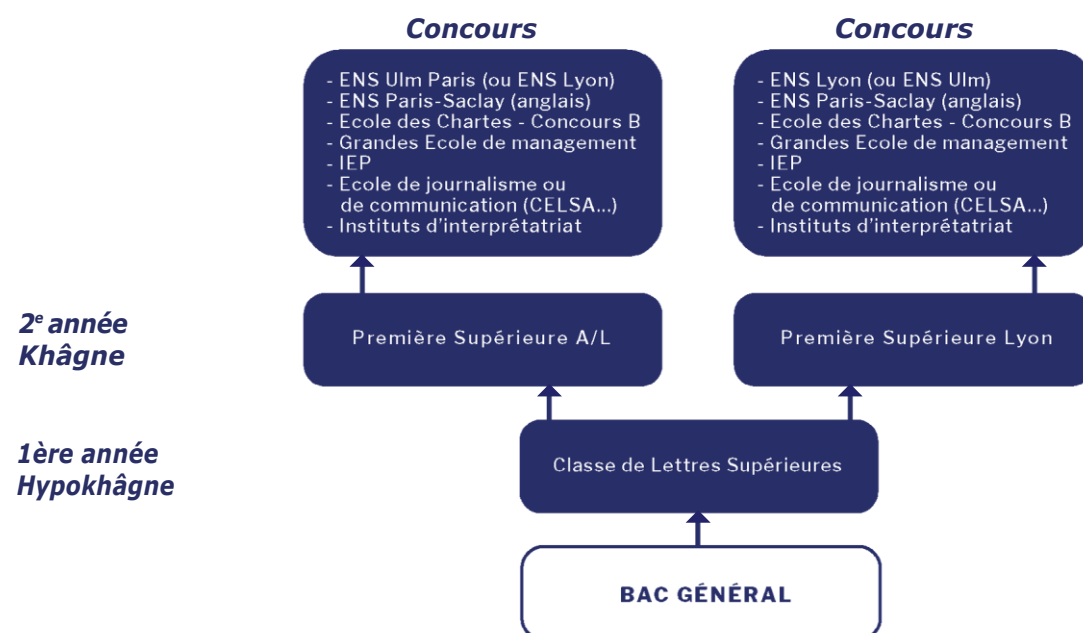 Concours
- ENS Ulm Paris (ou ENS Lyon)
- ENS Paris-Saclay (anglais)
- Ecole des Chartes - Concours B
- Grandes Ecole de management
- IEP
- Ecole de journalisme ou
de communication (CELSA...)
- Instituts d'interprétatriat
Concours
- ENS Lyon (ou ENS Ulm)
- ENS Paris-Saclay (anglais)
- Ecole des Chartes - Concours B
- Grandes Ecole de management
- IEP
- Ecole de journalisme ou
de communication (CELSA...)
- Instituts d'interprétatriat
2e année
Khâgne
Première Supérieure A/L
Première Supérieure Lyon
1ère année
Hypokhâgne
Classe de Lettres Supérieures
BAC GÉNÉRAL